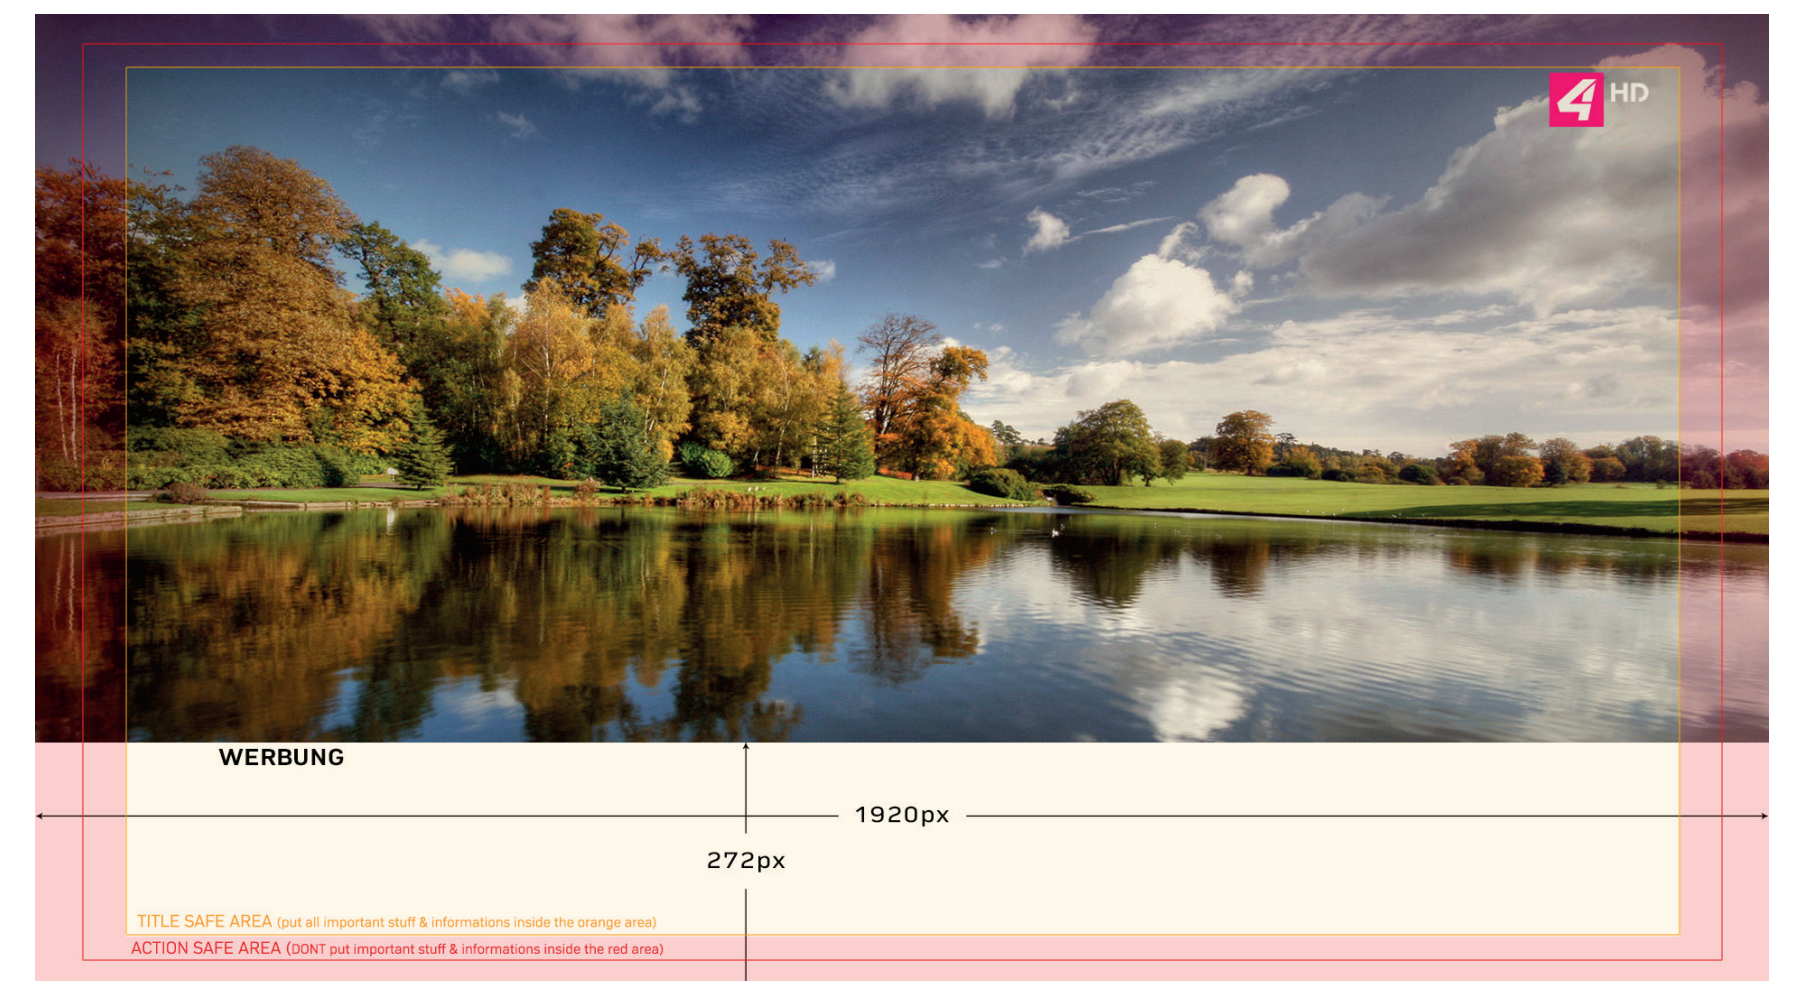 4 HD
WERBUNG
1920px
272px
TITLE SAFE AREA (put all important stuff & informations inside the orange area)
ACTION SAFE AREA (DONT put important stuff & informations inside the red area)